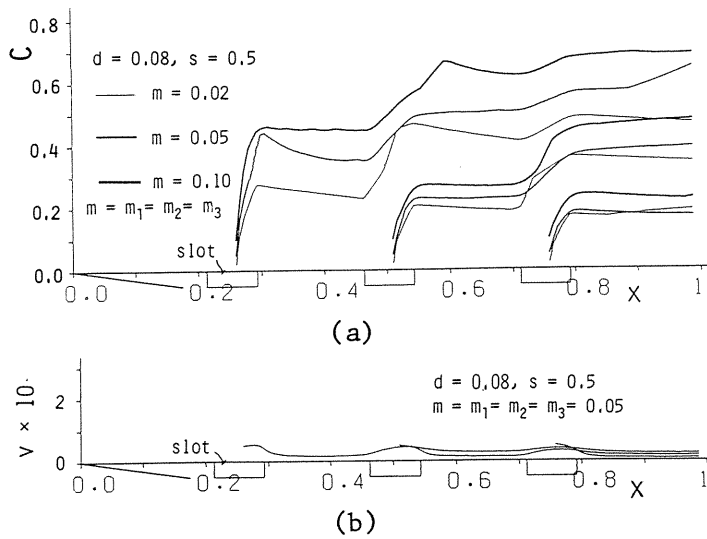 0.8
C
d = 0.08, s = 0.5
0.6
m = 0.02
m = 0.05
0.4
m = 0.10
0.2
m = m₁= m₂= m₃
slot
0.0
0.0 0.2 0.4 0.6 0.8 X 1
(a)
d = 0.08, s = 0.5
m = m₁= m₂= m₃= 0.05
V × 10.
2
slot
0
0.0 0.2 0.4 0.6 0.8 X 1
(b)